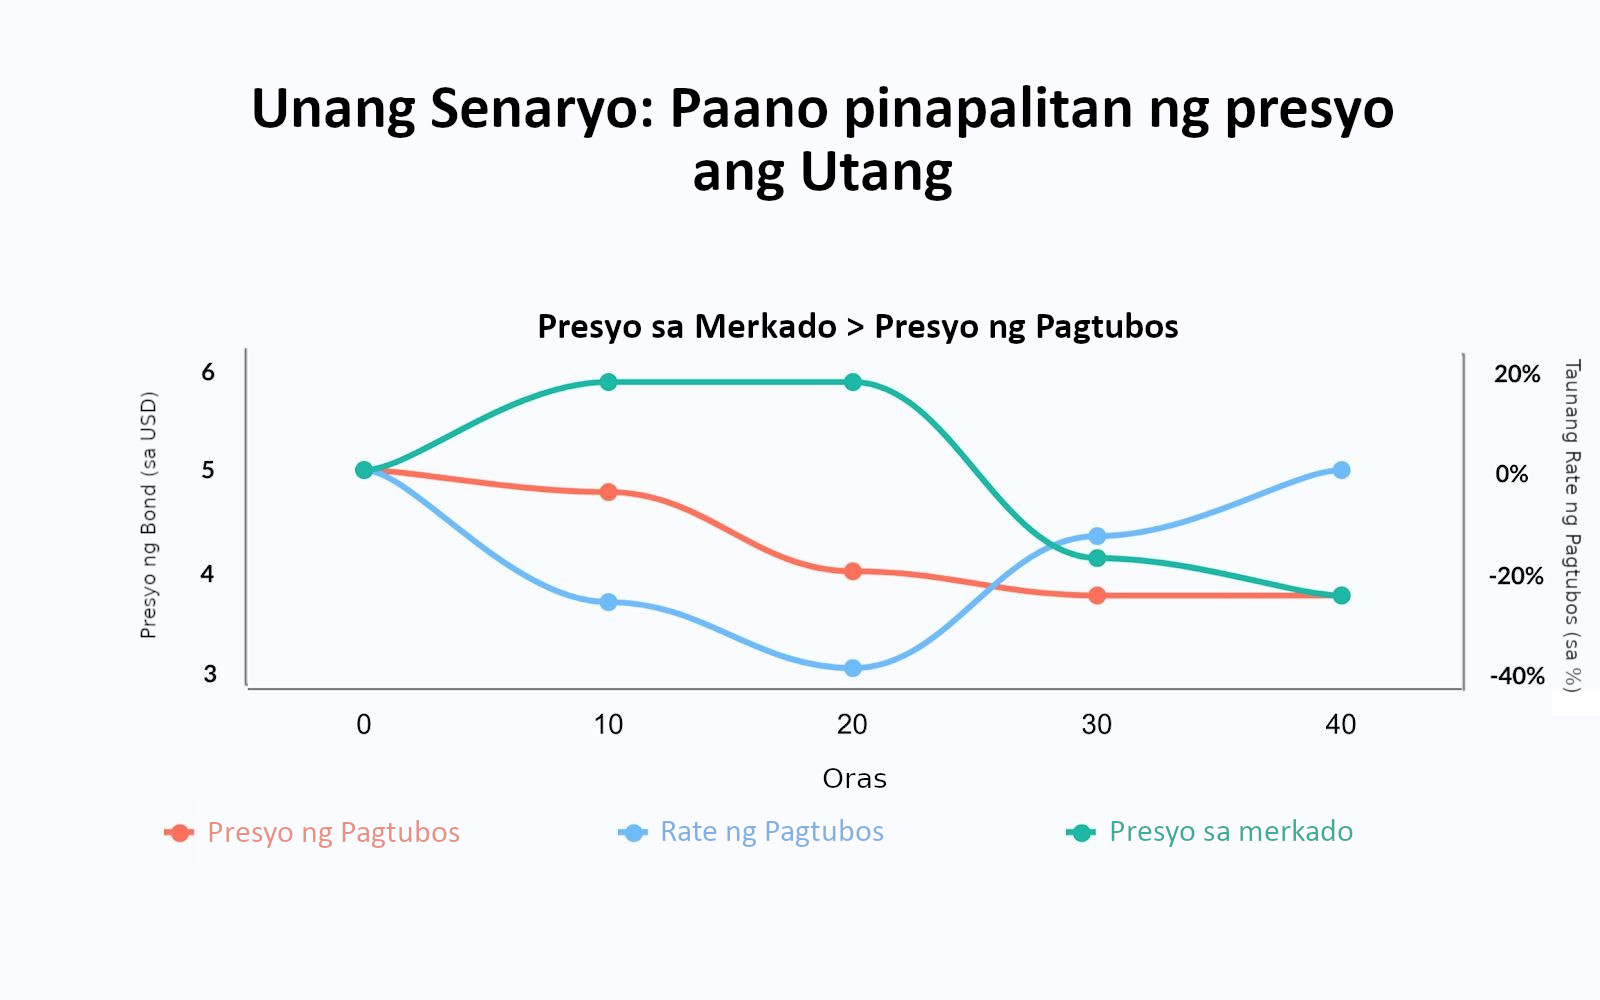 Unang Senaryo: Paano pinapalitan ng presyo
ang Utang
Presyo sa Merkado > Presyo ng Pagtubos
Presyo ng Bond (sa USD)
6
5
4
3
20%
0%
-20%
-40%
Taunang Rate ng Pagtubos (sa %)
0 10 20 30 40
Oras
Presyo ng Pagtubos Rate ng Pagtubos Presyo sa merkado